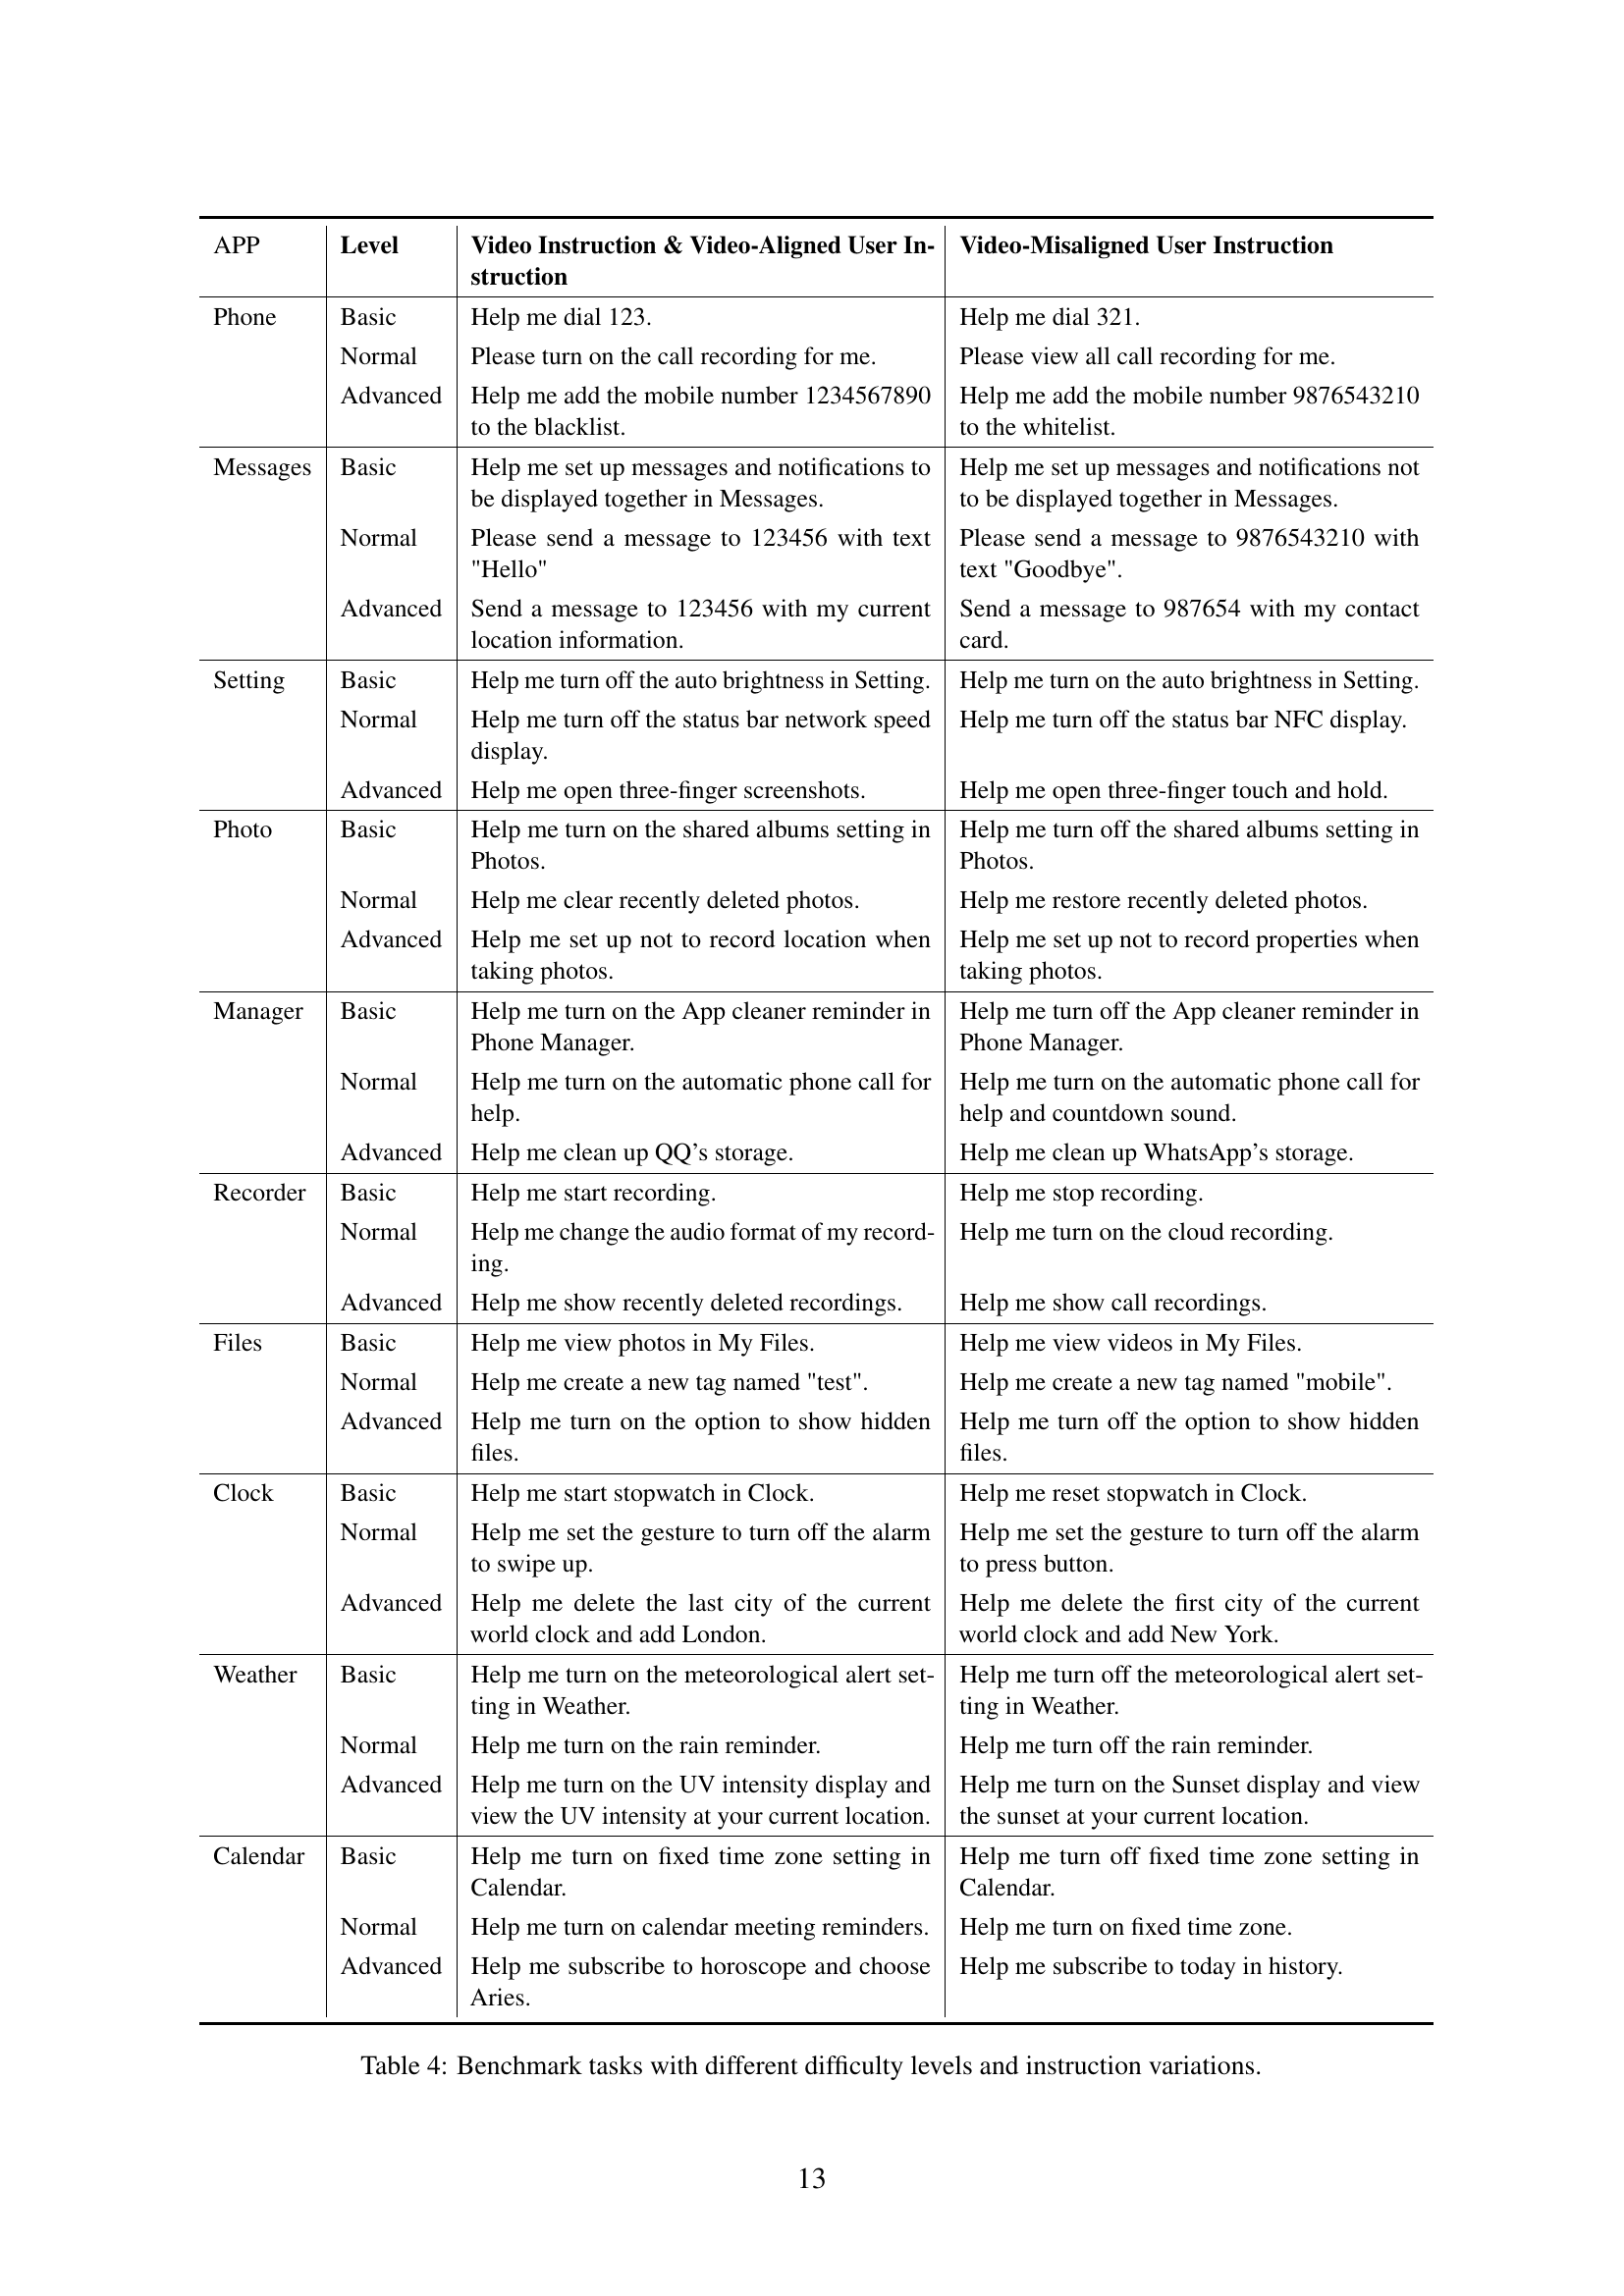 APP Level Video Instruction & Video-Aligned User In- Video-Misaligned User Instruction
struction
Phone Basic Help me dial 123. Help me dial 321.
Normal Please turn on the call recording for me. Please view all call recording for me.
Advanced Help me add the mobile number 1234567890 Help me add the mobile number 9876543210
to the blacklist. to the whitelist.
Messages Basic Help me set up messages and notifications to Help me set up messages and notifications not
be displayed together in Messages. to be displayed together in Messages.
Normal Please send a message to 123456 with text Please send a message to 9876543210 with
"Hello" text "Goodbye".
Advanced Send a message to 123456 with my current Send a message to 987654 with my contact
location information. card.
Setting Basic Help me turn off the auto brightness in Setting. Help me turn on the auto brightness in Setting.
Normal Help me turn off the status bar network speed Help me turn off the status bar NFC display.
display.
Advanced Help me open three-finger screenshots. Help me open three-finger touch and hold.
Photo Basic Help me turn on the shared albums setting in Help me turn off the shared albums setting in
Photos. Photos.
Normal Help me clear recently deleted photos. Help me restore recently deleted photos.
Advanced Help me set up not to record location when Help me set up not to record properties when
taking photos. taking photos.
Manager Basic Help me turn on the App cleaner reminder in Help me turn off the App cleaner reminder in
Phone Manager. Phone Manager.
Normal Help me turn on the automatic phone call for Help me turn on the automatic phone call for
help. help and countdown sound.
Advanced Help me clean up QQ's storage. Help me clean up WhatsApp's storage.
Recorder Basic Help me start recording. Help me stop recording.
Normal Help me change the audio format of my record- Help me turn on the cloud recording.
ing.
Advanced Help me show recently deleted recordings. Help me show call recordings.
Files Basic Help me view photos in My Files. Help me view videos in My Files.
Normal Help me create a new tag named "test". Help me create a new tag named "mobile".
Advanced Help me turn on the option to show hidden Help me turn off the option to show hidden
files. files.
Clock Basic Help me start stopwatch in Clock. Help me reset stopwatch in Clock.
Normal Help me set the gesture to turn off the alarm Help me set the gesture to turn off the alarm
to swipe up. to press button.
Advanced Help me delete the last city of the current Help me delete the first city of the current
world clock and add London. world clock and add New York.
Weather Basic Help me turn on the meteorological alert set- Help me turn off the meteorological alert set-
ting in Weather. ting in Weather.
Normal Help me turn on the rain reminder. Help me turn off the rain reminder.
Advanced Help me turn on the UV intensity display and Help me turn on the Sunset display and view
view the UV intensity at your current location. the sunset at your current location.
Calendar Basic Help me turn on fixed time zone setting in Help me turn off fixed time zone setting in
Calendar. Calendar.
Normal Help me turn on calendar meeting reminders. Help me turn on fixed time zone.
Advanced Help me subscribe to horoscope and choose Help me subscribe to today in history.
Aries.
Table 4: Benchmark tasks with different difficulty levels and instruction variations.
13